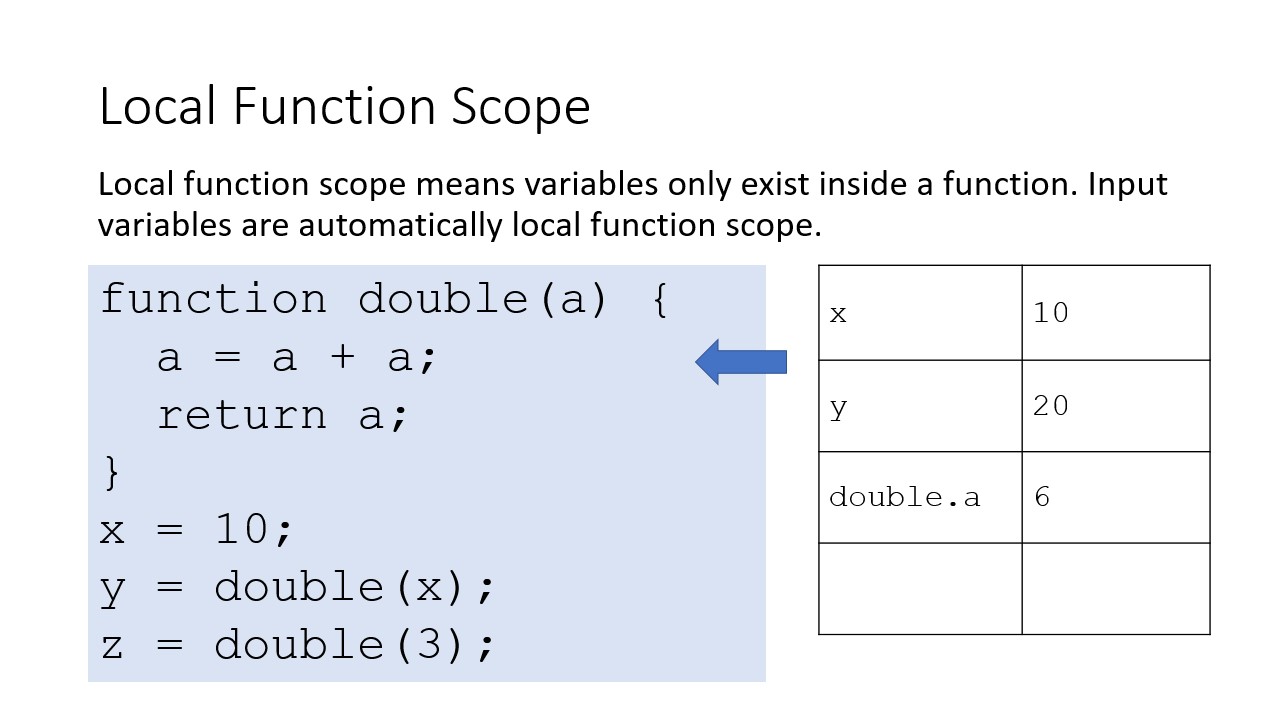 Local Function Scope
Local function scope means variables only exist inside a function. Input
variables are automatically local function scope.
function double(a) {
  a = a + a;
  return a;
}
x = 10;
y = double(x);
z = double(3);
x 10
y 20
double.a 6